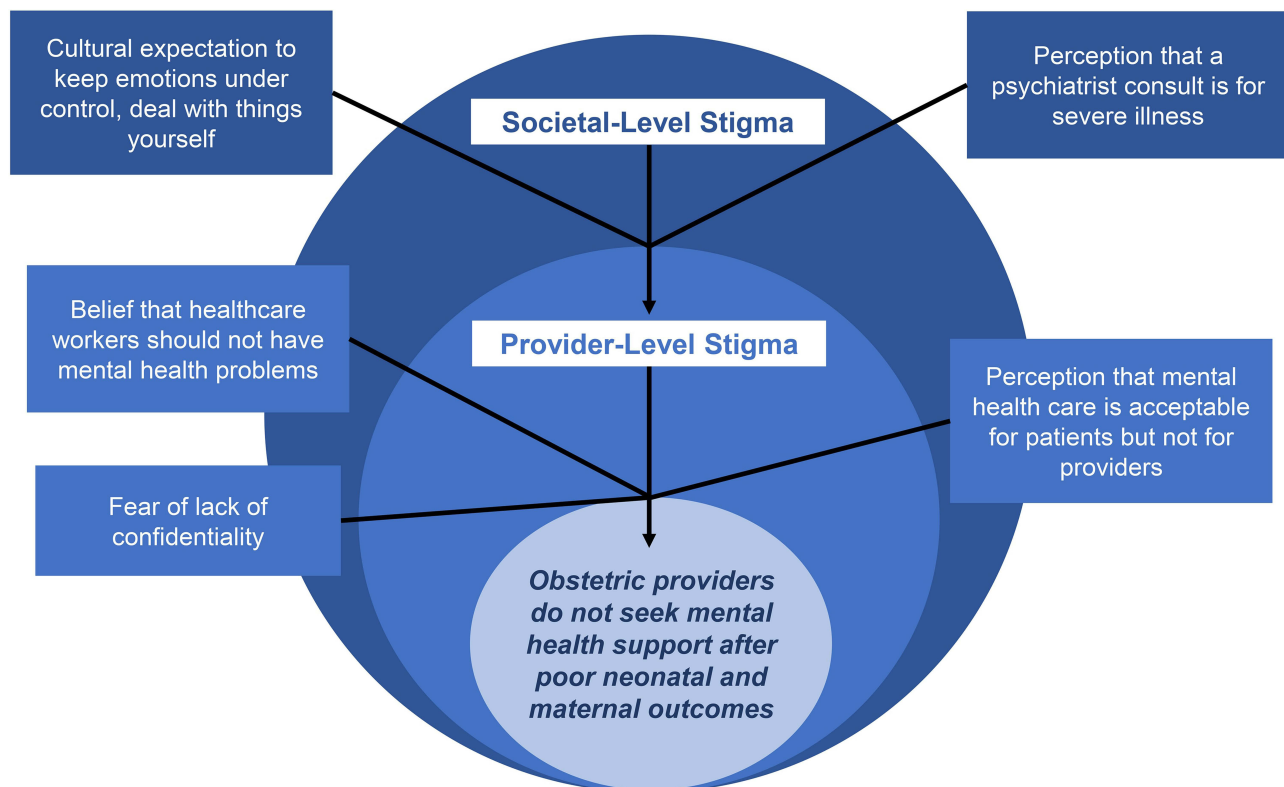 Cultural expectation to
keep emotions under
control, deal with things
yourself
Societal-Level Stigma
Perception that a
psychiatrist consult is for
severe illness
Belief that healthcare
workers should not have
mental health problems
Provider-Level Stigma
Perception that mental
health care is acceptable
for patients but not for
providers
Fear of lack of
confidentiality
Obstetric providers
do not seek mental
health support after
poor neonatal and
maternal outcomes